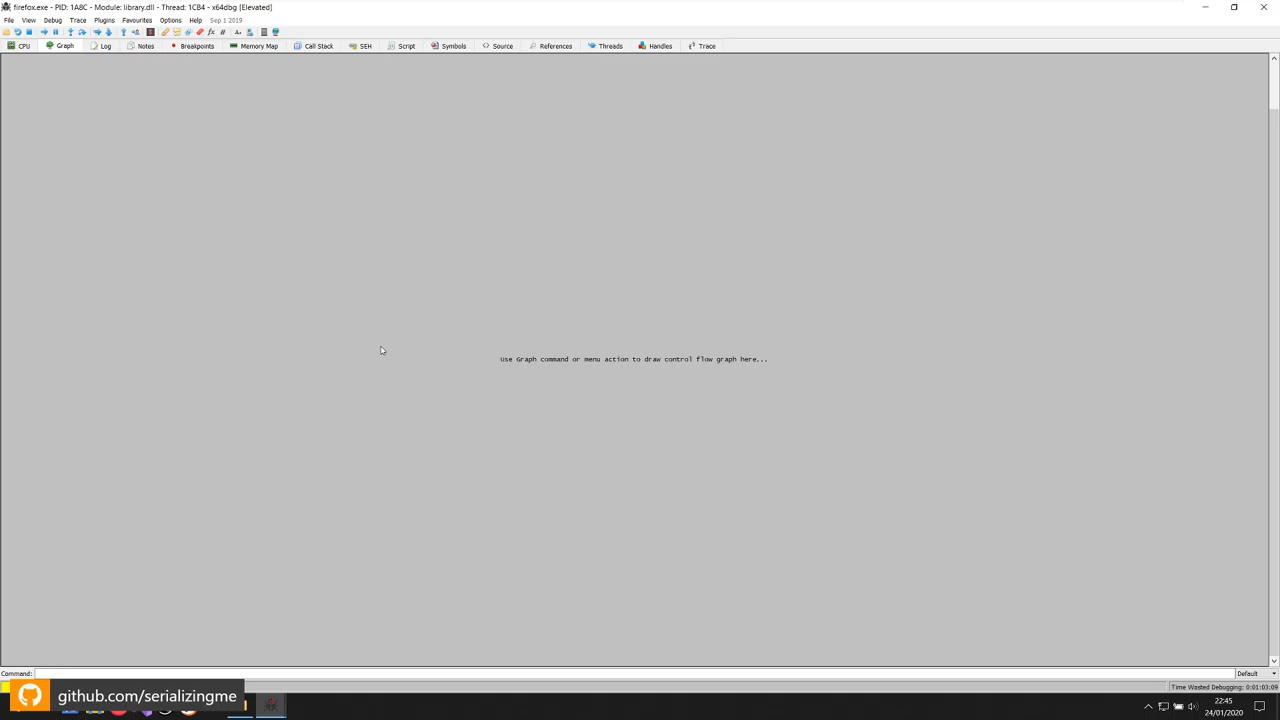 firefox.exe - PID: 1A8C - Module: library.dll - Thread: 1CB4 - x64dbg [Elevated]
File View Debug Trace Plugins Favourites Options Help Sep 1 2019
CPU Graph Log Notes Breakpoints Memory Map Call Stack SEH Script Symbols Source References Threads Handles Trace
Use Graph command or menu action to draw control flow graph here...
Command: Default
Time Wasted Debugging: 0:01:03:09
github.com/serializingme
22:45
24/01/2020